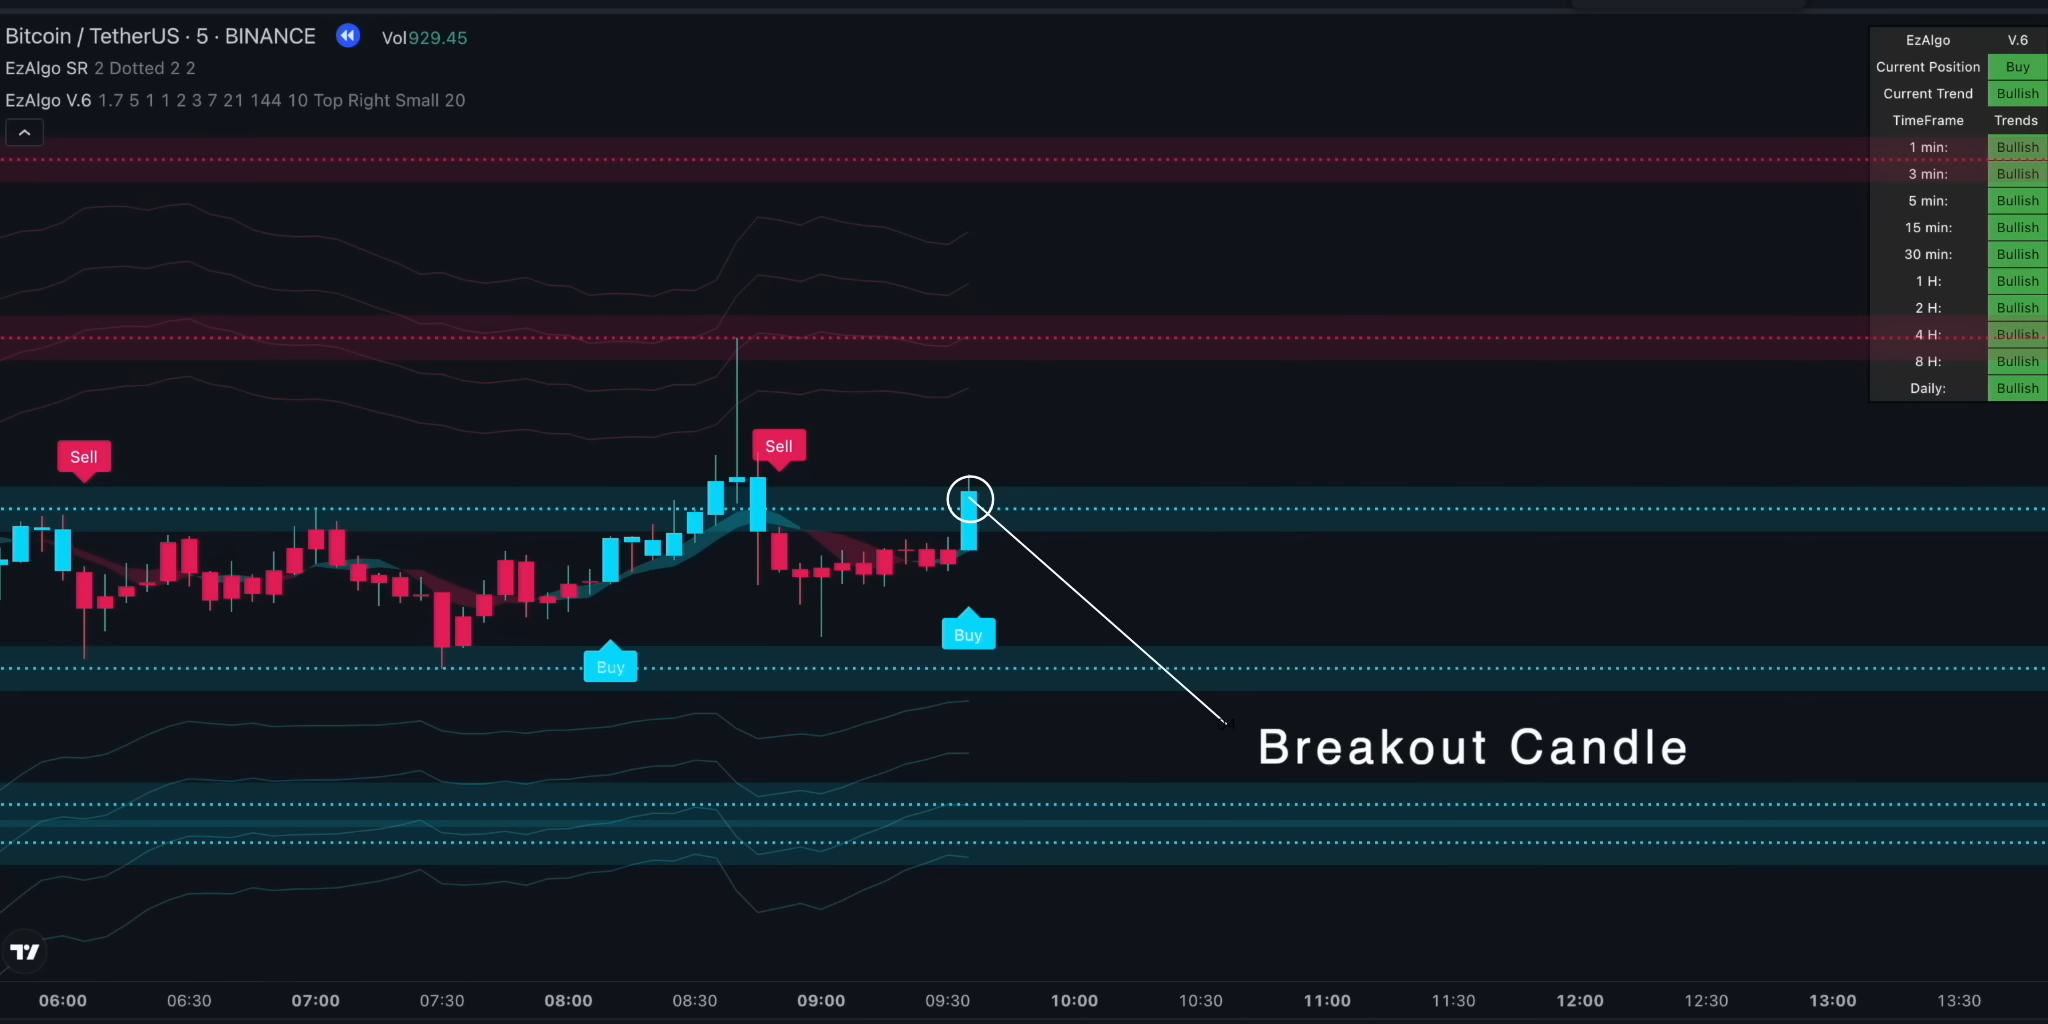 Bitcoin / TetherUS · 5 · BINANCE Vol929.45
EzAlgo SR 2 Dotted 2 2
EzAlgo V.6 1.7 5 1 1 2 3 7 21 144 10 Top Right Small 20
EzAlgo V.6
Current Position Buy
Current Trend Bullish
TimeFrame Trends
1 min: Bullish
3 min: Bullish
5 min: Bullish
15 min: Bullish
30 min: Bullish
1 H: Bullish
2 H: Bullish
4 H: Bullish
8 H: Bullish
Daily: Bullish
Sell
Sell
Buy
Buy
Breakout Candle
06:00 06:30 07:00 07:30 08:00 08:30 09:00 09:30 10:00 10:30 11:00 11:30 12:00 12:30 13:00 13:30